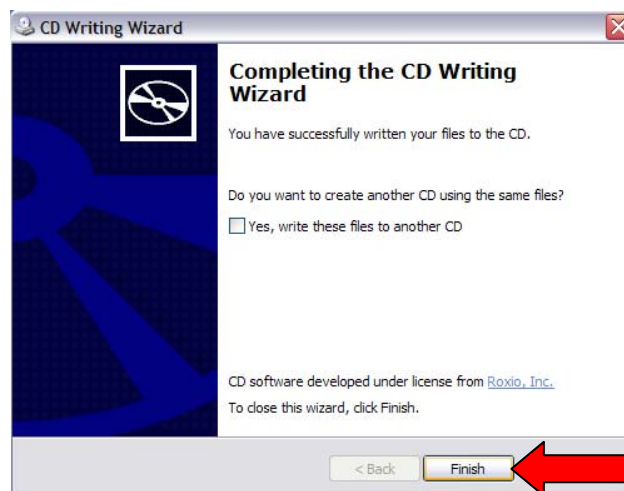 CD Writing Wizard
Completing the CD Writing
Wizard
You have successfully written your files to the CD.
Do you want to create another CD using the same files?
Yes, write these files to another CD
CD software developed under license from Roxio, Inc.
To close this wizard, click Finish.
< Back Finish